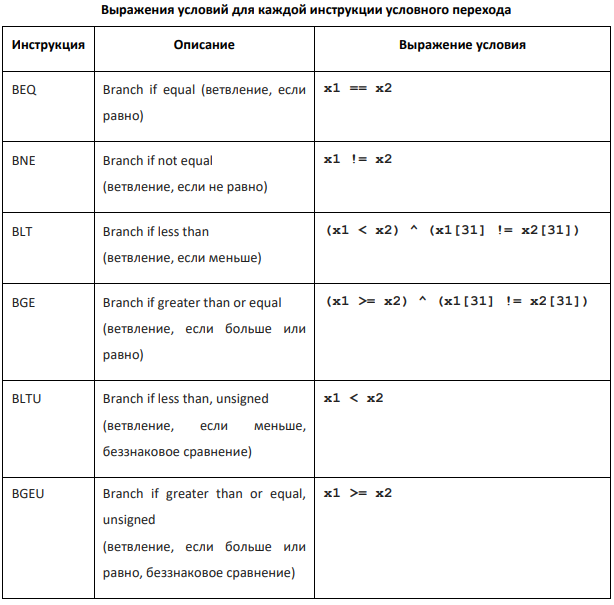 Выражения условий для каждой инструкции условного перехода
Инструкция Описание Выражение условия
BEQ Branch if equal (ветвление, если x1 == x2
равно)
BNE Branch if not equal x1 != x2
(ветвление, если не равно)
BLT Branch if less than (x1 < x2) ^ (x1[31] != x2[31])
(ветвление, если меньше)
BGE Branch if greater than or equal (x1 >= x2) ^ (x1[31] != x2[31])
(ветвление, если больше или
равно)
BLTU Branch if less than, unsigned x1 < x2
(ветвление, если меньше,
беззнаковое сравнение)
BGEU Branch if greater than or equal, x1 >= x2
unsigned
(ветвление, если больше или
равно, беззнаковое сравнение)